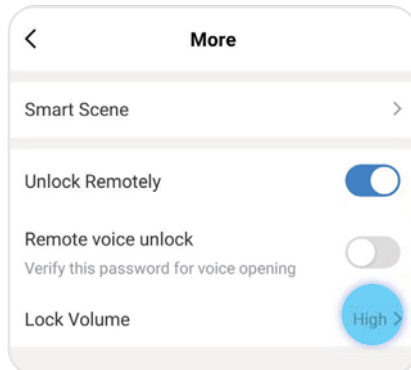 More
Smart Scene
Unlock Remotely
Remote voice unlock
Verify this password for voice opening
Lock Volume High